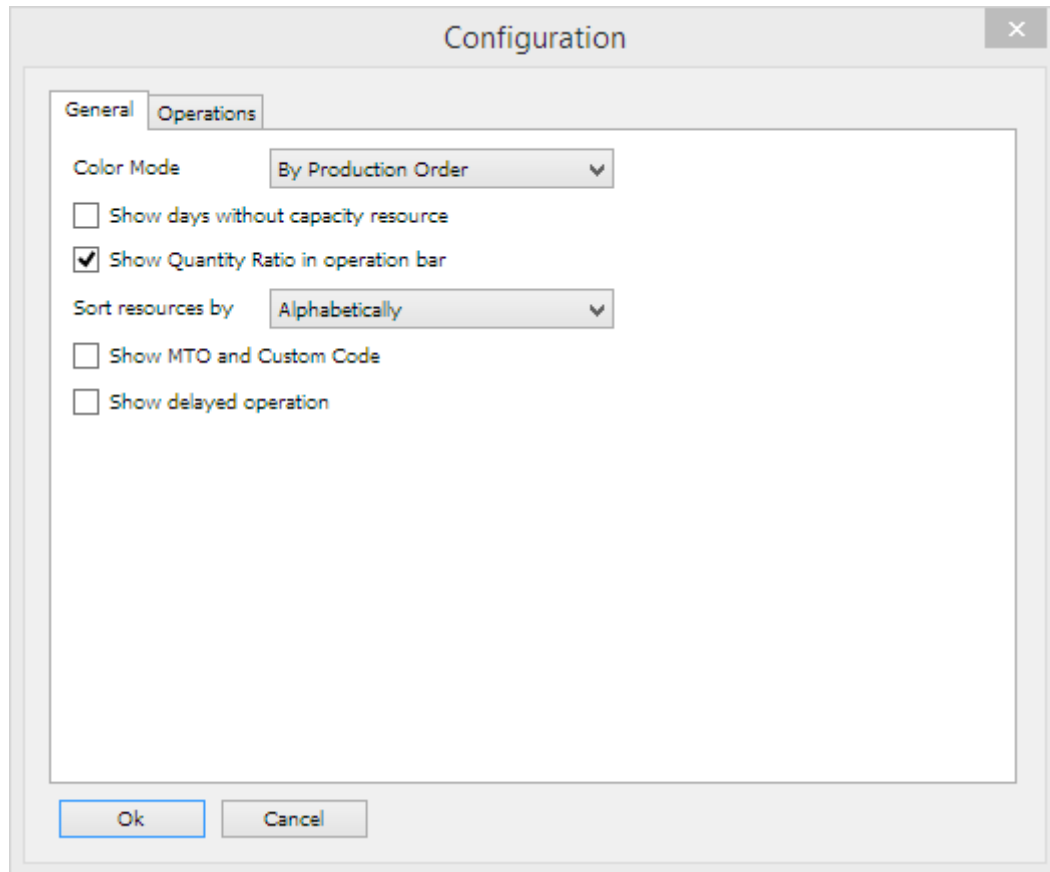 Configuration
General Operations
Color Mode By Production Order
Show days without capacity resource
Show Quantity Ratio in operation bar
Sort resources by Alphabetically
Show MTO and Custom Code
Show delayed operation
Ok Cancel